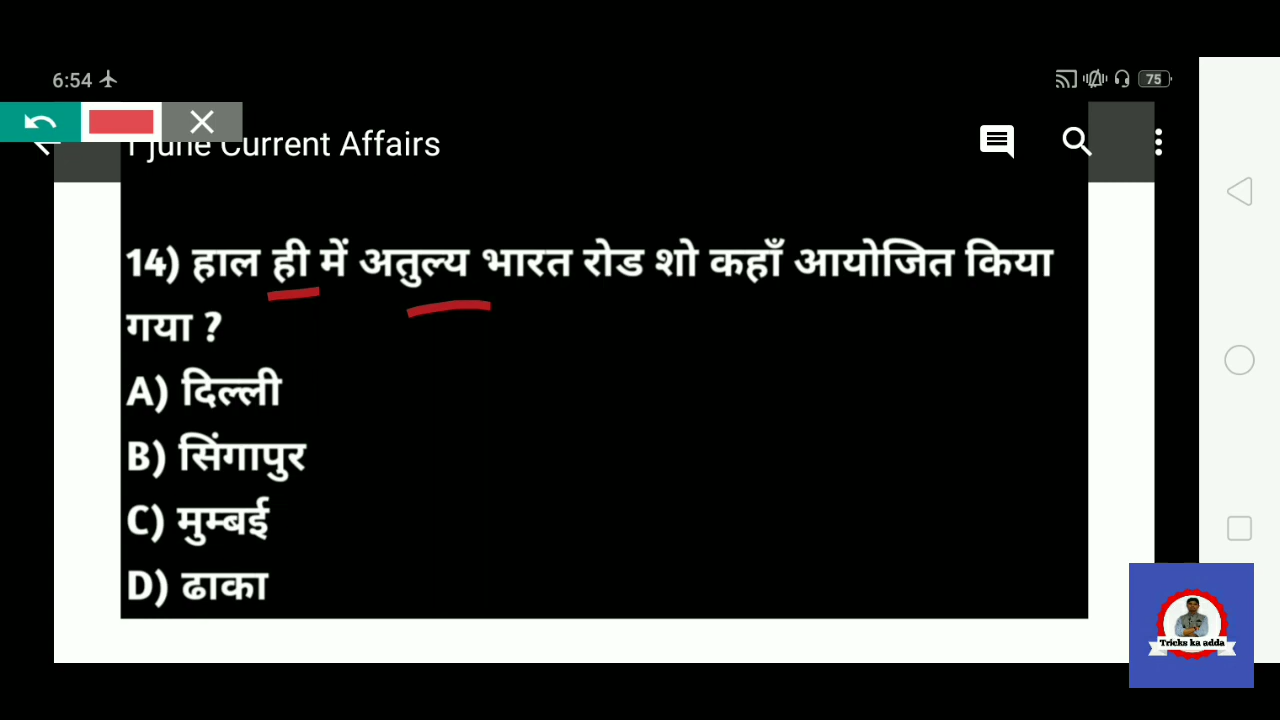 6:54
75
1 june Current Affairs
14) हाल ही में अतुल्य भारत रोड शो कहाँ आयोजित किया
गया ?
A) दिल्ली
B) सिंगापुर
C) मुम्बई
D) ढाका
Tricks ka adda